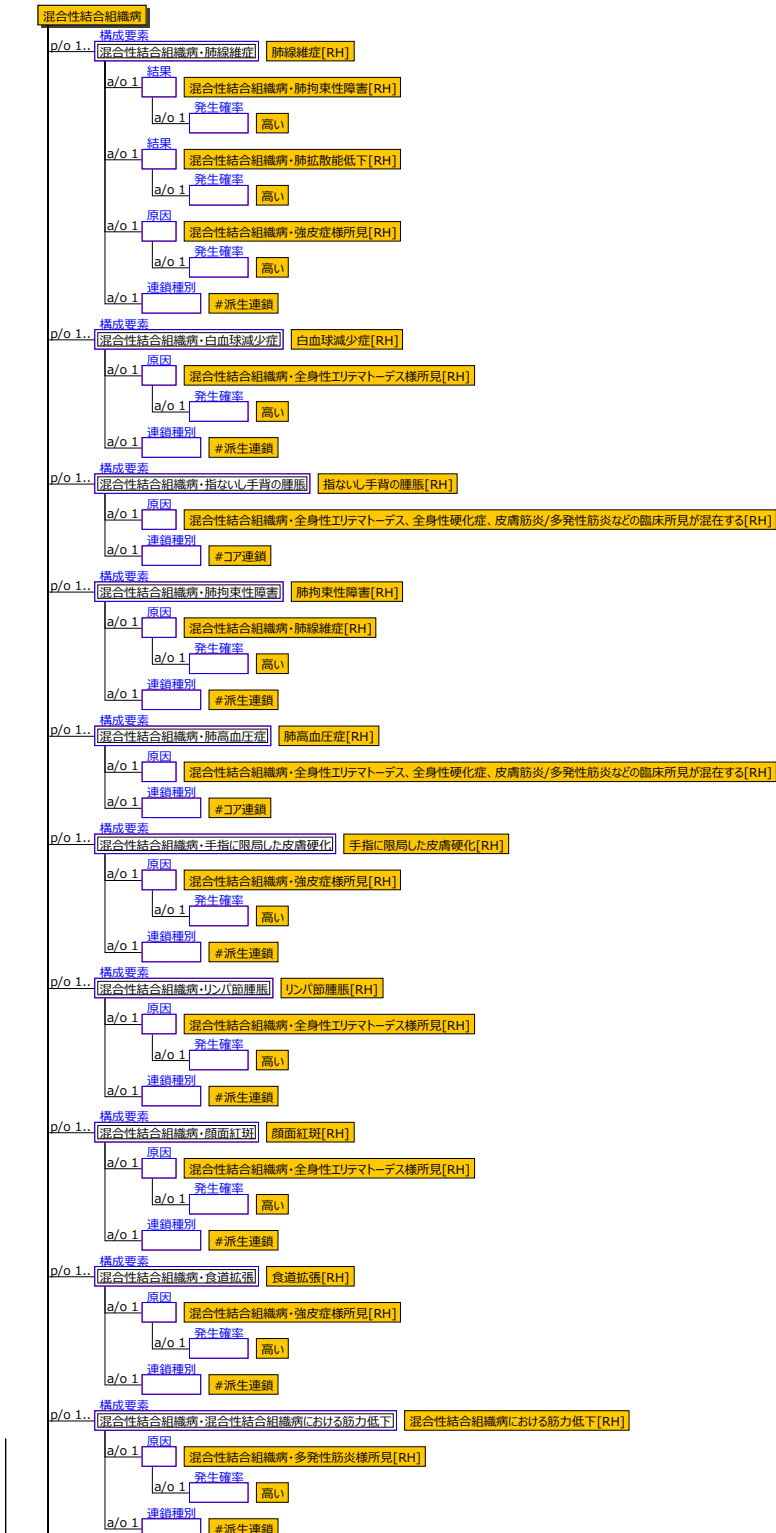 混合性結合組織病
構成要素
p/o 1.. 混合性結合組織病・肺線維症 肺線維症[RH]
結果
a/o 1 混合性結合組織病・肺拘束性障害[RH]
発生確率
a/o 1 高い
結果
a/o 1 混合性結合組織病・肺拡散能低下[RH]
発生確率
a/o 1 高い
原因
a/o 1 混合性結合組織病・強皮症様所見[RH]
発生確率
a/o 1 高い
連鎖種別
a/o 1 #派生連鎖
構成要素
p/o 1.. 混合性結合組織病・白血球減少症 白血球減少症[RH]
原因
a/o 1 混合性結合組織病・全身性エリテマトーデス様所見[RH]
発生確率
a/o 1 高い
連鎖種別
a/o 1 #派生連鎖
構成要素
p/o 1.. 混合性結合組織病・指ないし手背の腫脹 指ないし手背の腫脹[RH]
原因
a/o 1 混合性結合組織病・全身性エリテマトーデス、全身性硬化症、皮膚筋炎/多発性筋炎などの臨床所見が混在する[RH]
連鎖種別
a/o 1 #コア連鎖
構成要素
p/o 1.. 混合性結合組織病・肺拘束性障害 肺拘束性障害[RH]
原因
a/o 1 混合性結合組織病・肺線維症[RH]
発生確率
a/o 1 高い
連鎖種別
a/o 1 #派生連鎖
構成要素
p/o 1.. 混合性結合組織病・肺高血圧症 肺高血圧症[RH]
原因
a/o 1 混合性結合組織病・全身性エリテマトーデス、全身性硬化症、皮膚筋炎/多発性筋炎などの臨床所見が混在する[RH]
連鎖種別
a/o 1 #コア連鎖
構成要素
p/o 1.. 混合性結合組織病・手指に限局した皮膚硬化 手指に限局した皮膚硬化[RH]
原因
a/o 1 混合性結合組織病・強皮症様所見[RH]
発生確率
a/o 1 高い
連鎖種別
a/o 1 #派生連鎖
構成要素
p/o 1.. 混合性結合組織病・リンパ節腫脹 リンパ節腫脹[RH]
原因
a/o 1 混合性結合組織病・全身性エリテマトーデス様所見[RH]
発生確率
a/o 1 高い
連鎖種別
a/o 1 #派生連鎖
構成要素
p/o 1.. 混合性結合組織病・顔面紅斑 顔面紅斑[RH]
原因
a/o 1 混合性結合組織病・全身性エリテマトーデス様所見[RH]
発生確率
a/o 1 高い
連鎖種別
a/o 1 #派生連鎖
構成要素
p/o 1.. 混合性結合組織病・食道拡張 食道拡張[RH]
原因
a/o 1 混合性結合組織病・強皮症様所見[RH]
発生確率
a/o 1 高い
連鎖種別
a/o 1 #派生連鎖
構成要素
p/o 1.. 混合性結合組織病・混合性結合組織病における筋力低下 混合性結合組織病における筋力低下[RH]
原因
a/o 1 混合性結合組織病・多発性筋炎様所見[RH]
発生確率
a/o 1 高い
連鎖種別
a/o 1 #派生連鎖